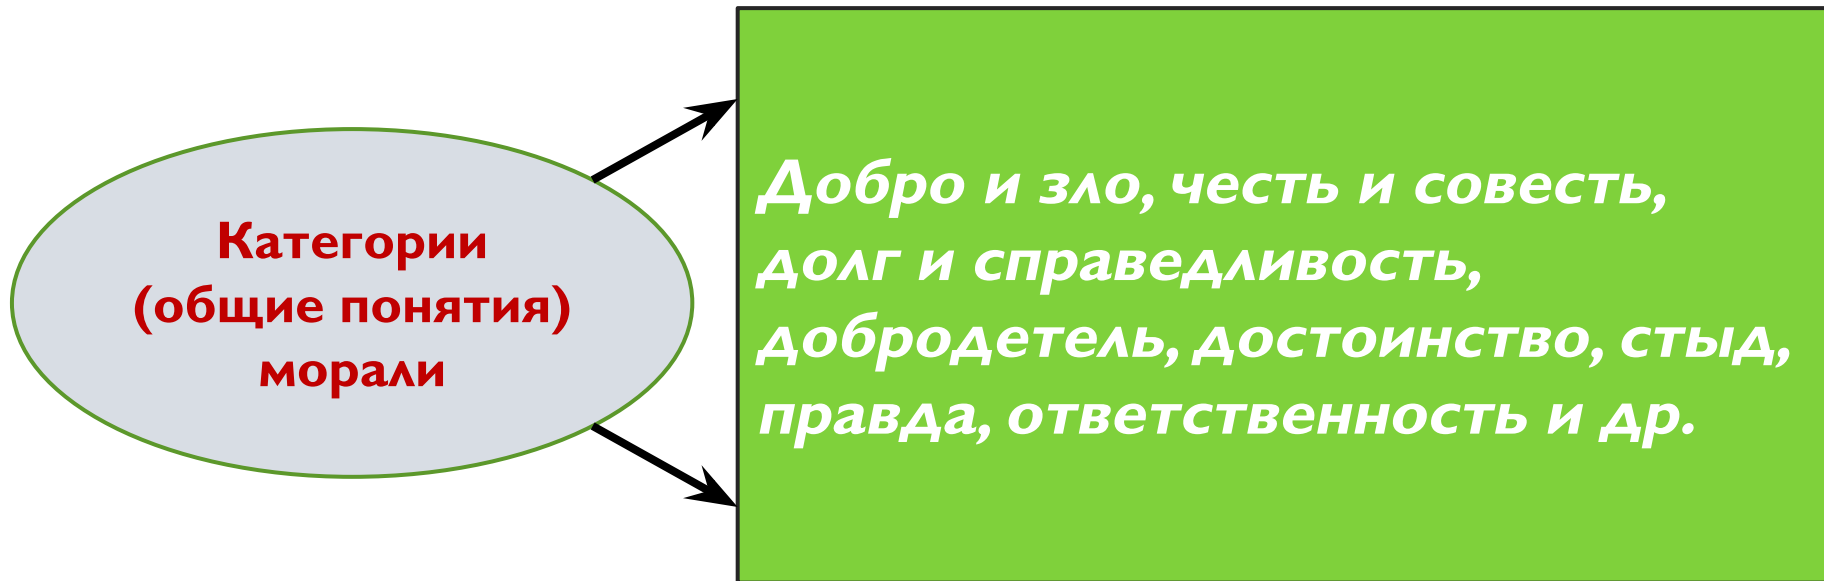 Категории
(общие понятия)
морали
Добро и зло, честь и совесть,
долг и справедливость,
добродетель, достоинство, стыд,
правда, ответственность и др.